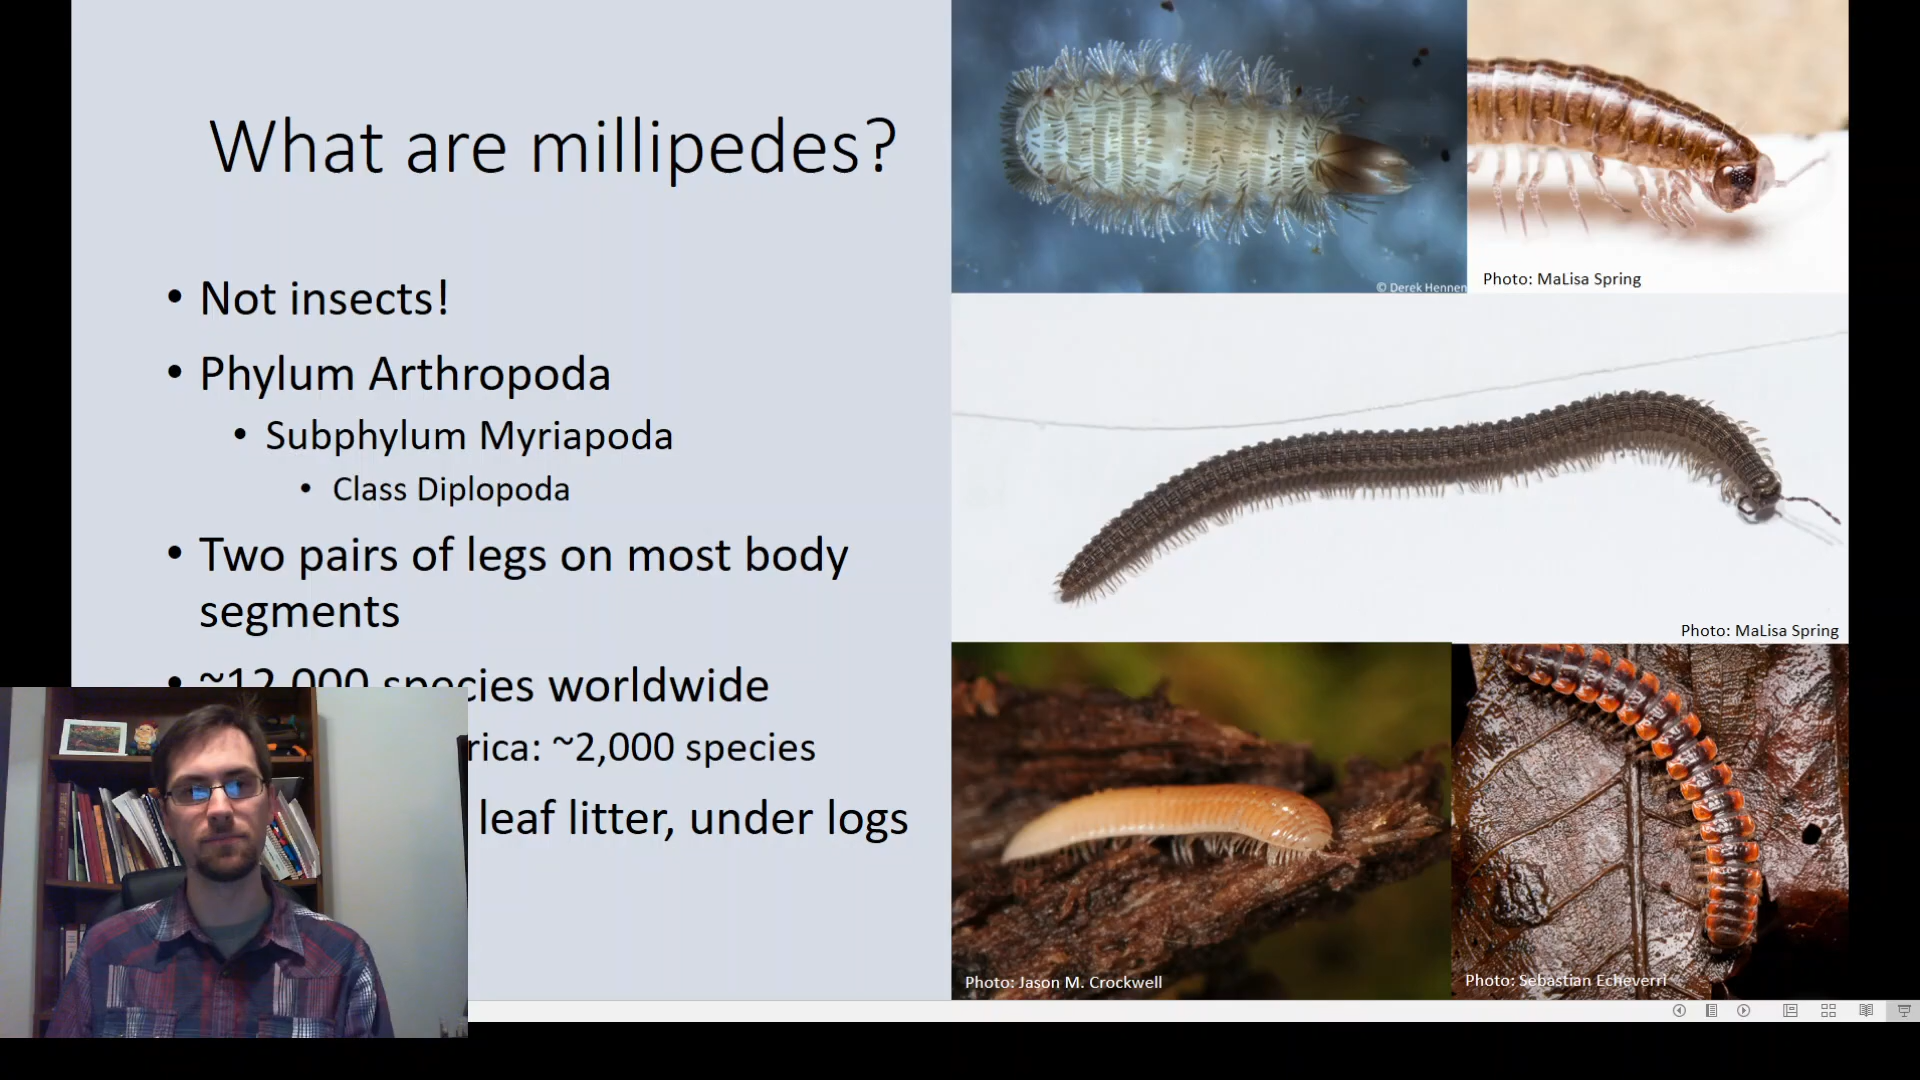 What are millipedes?
• Not insects!
• Phylum Arthropoda
• Subphylum Myriapoda
• Class Diplopoda
• Two pairs of legs on most body
segments
• ~12,000 species worldwide
rica: ~2,000 species
leaf litter, under logs
© Derek Hennen
Photo: MaLisa Spring
Photo: MaLisa Spring
Photo: Jason M. Crockwell
Photo: Sebastian Echeverri